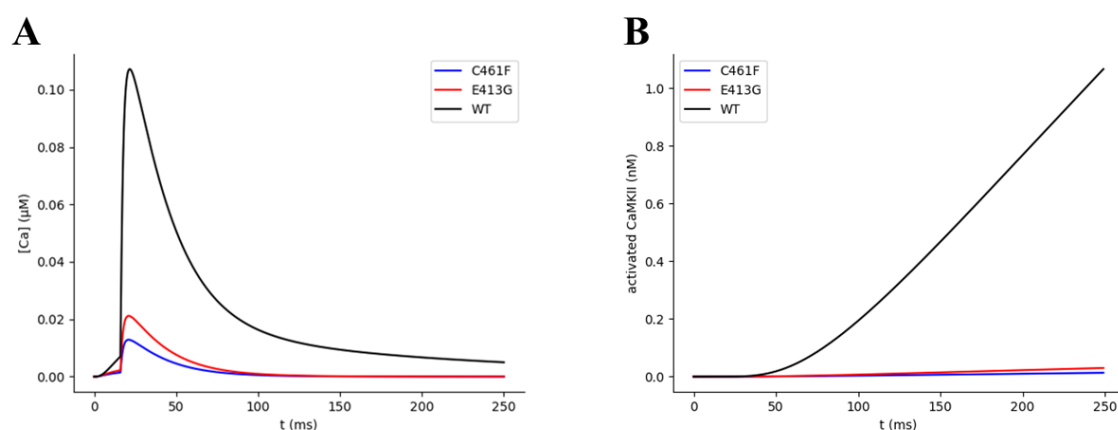 A
C461F
E413G
WT
[Ca] (μM)
0.10
0.08
0.06
0.04
0.02
0.00
0
50
100
150
200
250
t (ms)
B
C461F
E413G
WT
activated CaMKII (nM)
1.0
0.8
0.6
0.4
0.2
0.0
0
50
100
150
200
250
t (ms)